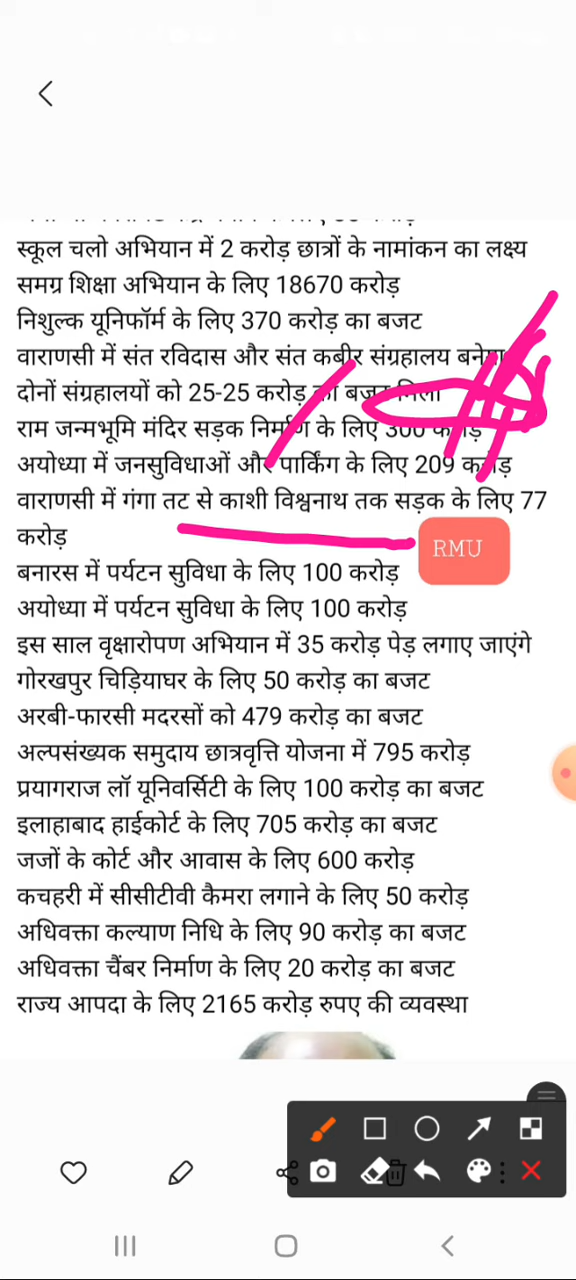 स्कूल चलो अभियान में 2 करोड़ छात्रों के नामांकन का लक्ष्य
समग्र शिक्षा अभियान के लिए 18670 करोड़
निशुल्क यूनिफॉर्म के लिए 370 करोड़ का बजट
वाराणसी में संत रविदास और संत कबीर संग्रहालय बनेगा
दोनों संग्रहालयों को 25-25 करोड़ का बजट मिला
राम जन्मभूमि मंदिर सड़क निर्माण के लिए 300 करोड़
अयोध्या में जनसुविधाओं और पार्किंग के लिए 209 करोड़
वाराणसी में गंगा तट से काशी विश्वनाथ तक सड़क के लिए 77
करोड़
RMU
बनारस में पर्यटन सुविधा के लिए 100 करोड़
अयोध्या में पर्यटन सुविधा के लिए 100 करोड़
इस साल वृक्षारोपण अभियान में 35 करोड़ पेड़ लगाए जाएंगे
गोरखपुर चिड़ियाघर के लिए 50 करोड़ का बजट
अरबी-फारसी मदरसों को 479 करोड़ का बजट
अल्पसंख्यक समुदाय छात्रवृत्ति योजना में 795 करोड़
प्रयागराज लॉ यूनिवर्सिटी के लिए 100 करोड़ का बजट
इलाहाबाद हाईकोर्ट के लिए 705 करोड़ का बजट
जजों के कोर्ट और आवास के लिए 600 करोड़
कचहरी में सीसीटीवी कैमरा लगाने के लिए 50 करोड़
अधिवक्ता कल्याण निधि के लिए 90 करोड़ का बजट
अधिवक्ता चैंबर निर्माण के लिए 20 करोड़ का बजट
राज्य आपदा के लिए 2165 करोड़ रुपए की व्यवस्था